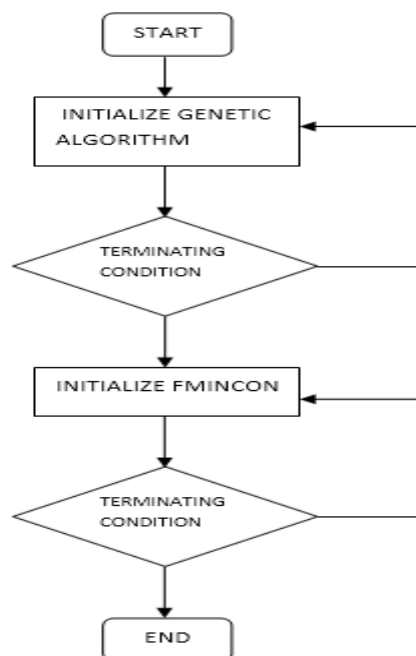 START
INITIALIZE GENETIC
ALGORITHM
TERMINATING
CONDITION
INITIALIZE FMINCON
TERMINATING
CONDITION
END